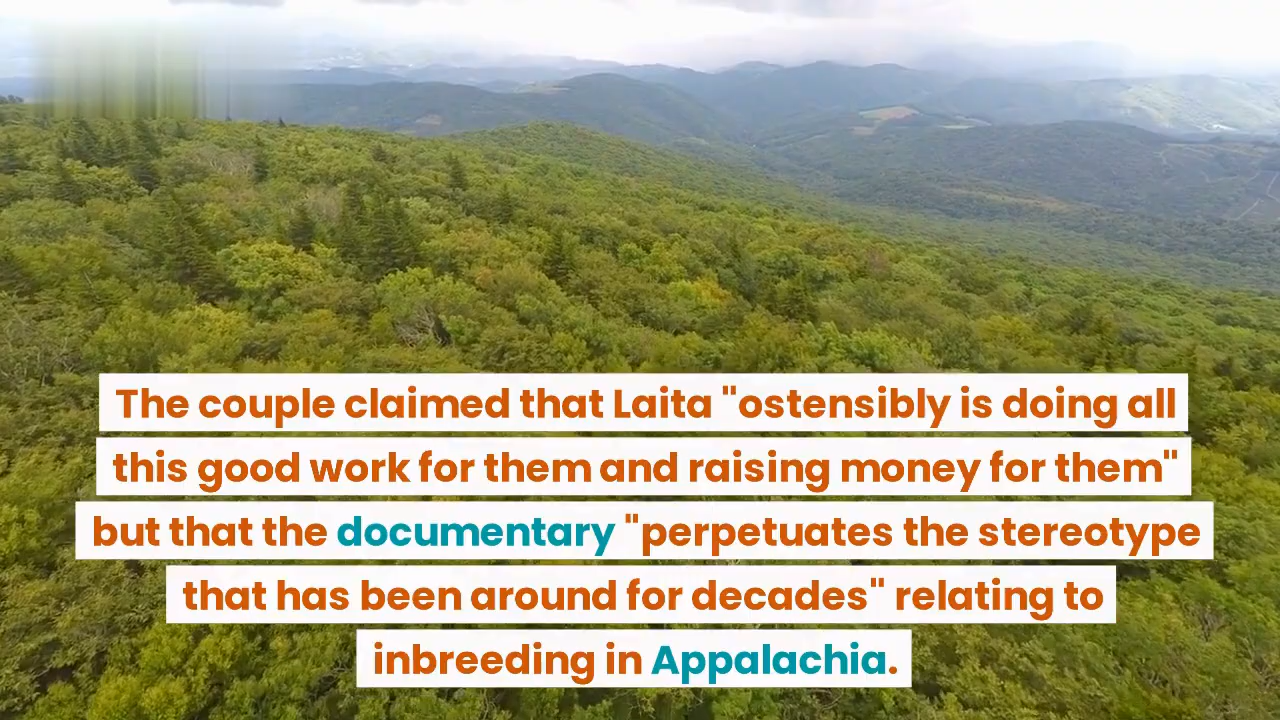 The couple claimed that Laita "ostensibly is doing all
this good work for them and raising money for them"
but that the documentary "perpetuates the stereotype
that has been around for decades" relating to
inbreeding in Appalachia.